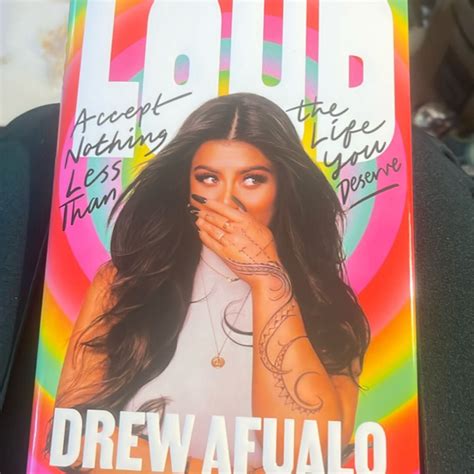 LOUD
Accept
Nothing
Less
Than
the
Life
You
Deserve
DREW AFUALO